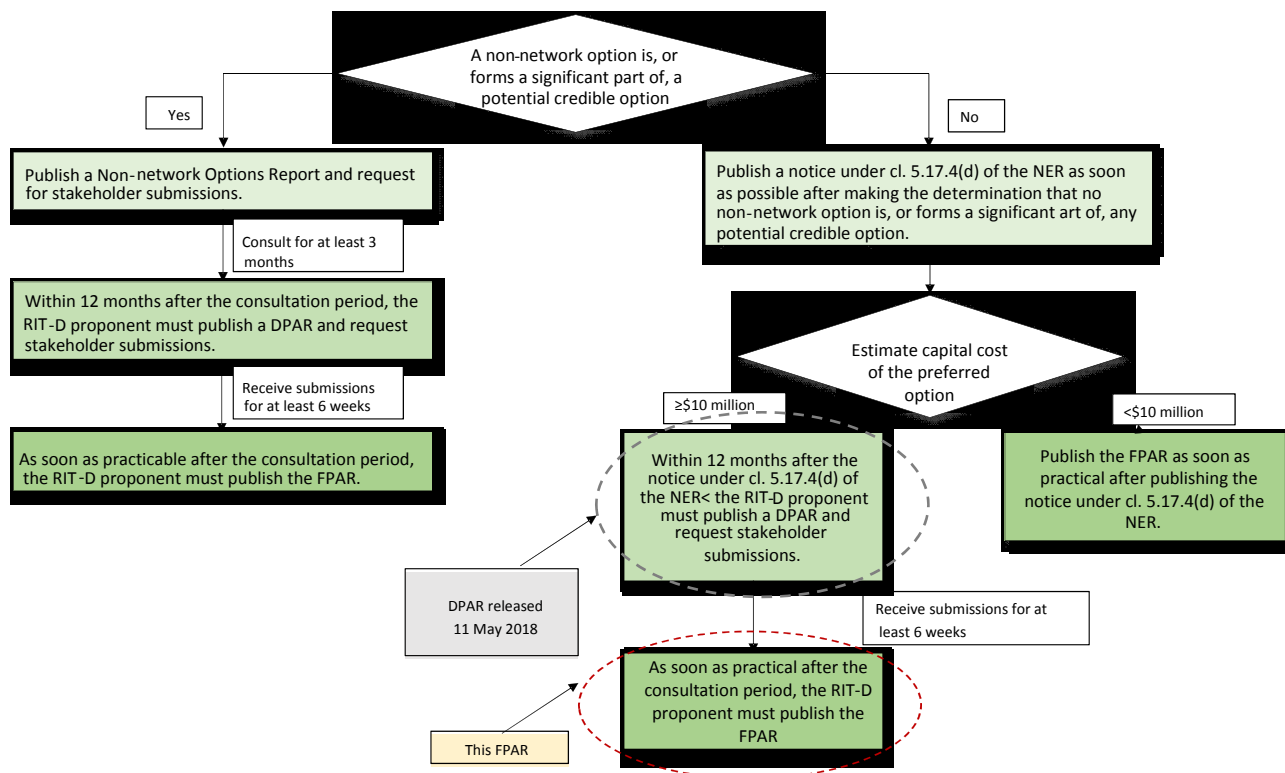 A non-network option is, or
forms a significant part of, a
potential credible option
Yes
No
Publish a Non-network Options Report and request
for stakeholder submissions.
Publish a notice under cl. 5.17.4(d) of the NER as soon
as possible after making the determination that no
non-network option is, or forms a significant art of, any
potential credible option.
Consult for at least 3
months
Within 12 months after the consultation period, the
RIT-D proponent must publish a DPAR and request
stakeholder submissions.
Estimate capital cost
of the preferred
option
Receive submissions
for at least 6 weeks
≥$10 million
<$10 million
As soon as practicable after the consultation period,
the RIT-D proponent must publish the FPAR.
Within 12 months after the
notice under cl. 5.17.4(d) of
the NER< the RIT-D proponent
must publish a DPAR and
request stakeholder
submissions.
Publish the FPAR as soon as
practical after publishing the
notice under cl. 5.17.4(d) of the
NER.
DPAR released
11 May 2018
Receive submissions for at
least 6 weeks
As soon as practical after the
consultation period, the RIT-D
proponent must publish the
FPAR
This FPAR